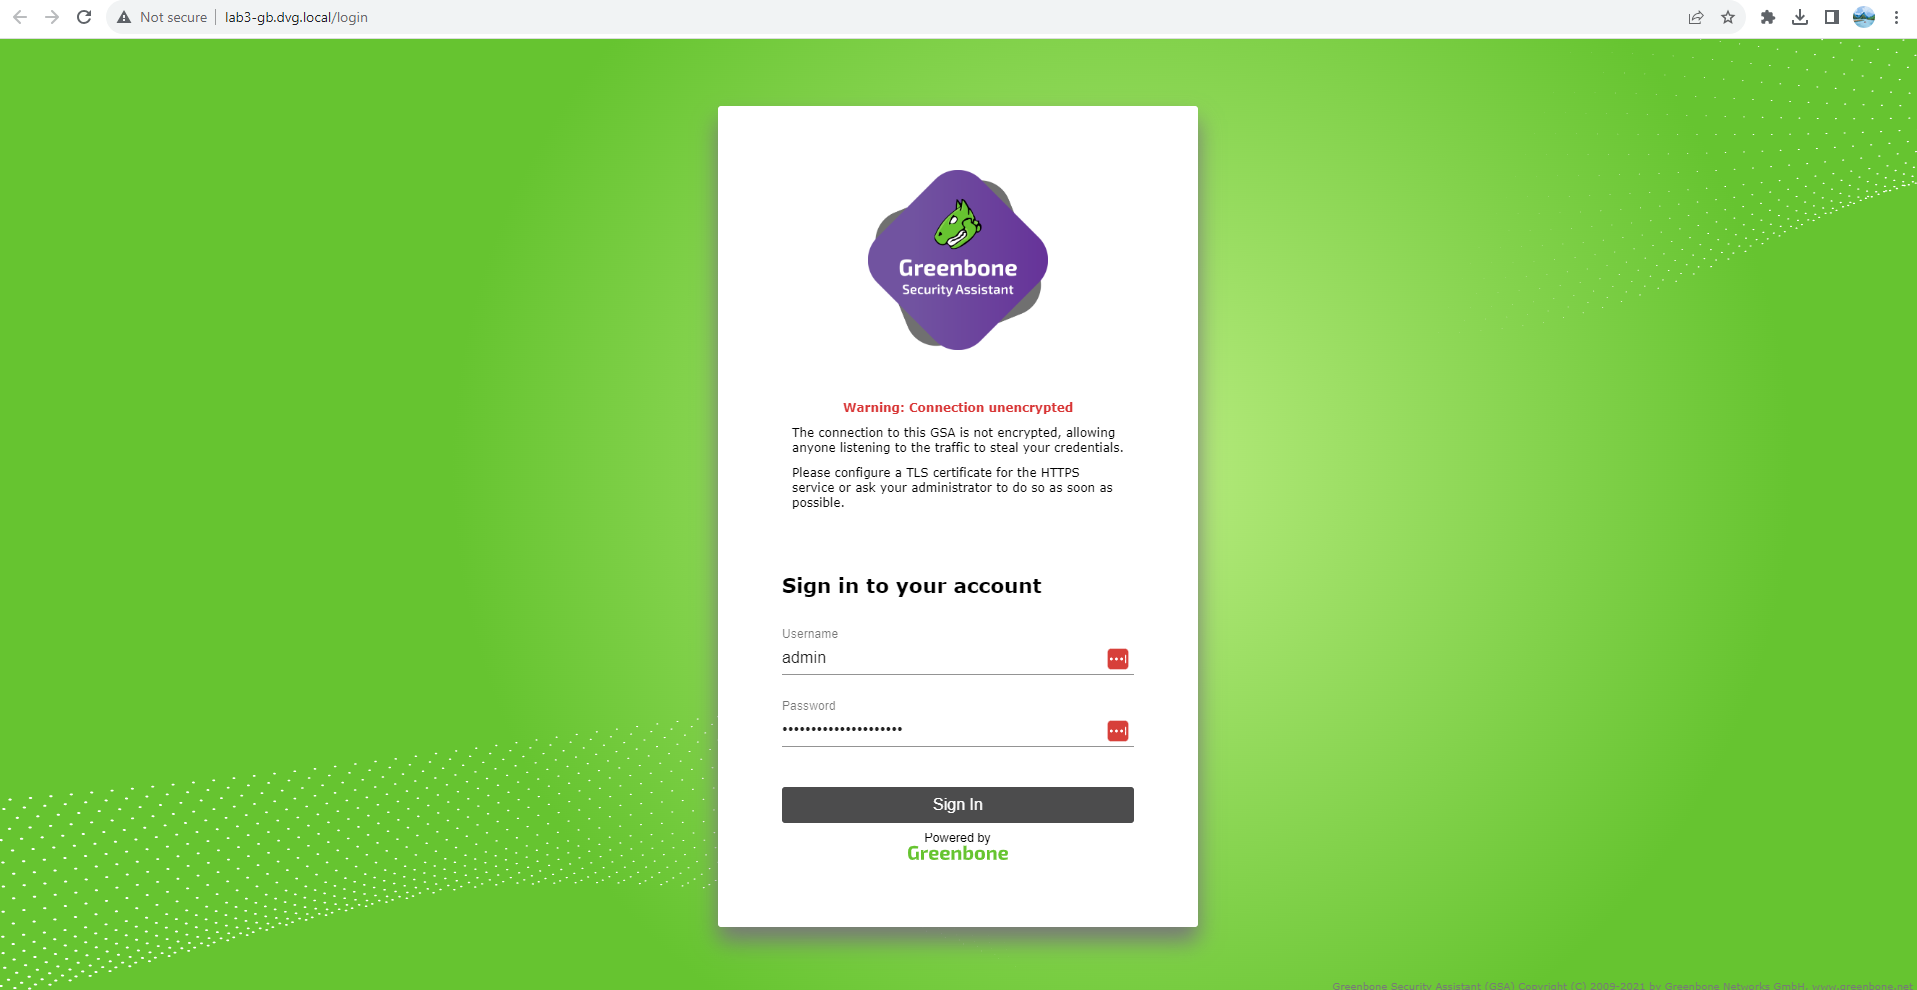 Not secure
lab3-gb.dvg.local/login
Greenbone
Security Assistant
Warning: Connection unencrypted
The connection to this GSA is not encrypted, allowing
anyone listening to the traffic to steal your credentials.
Please configure a TLS certificate for the HTTPS
service or ask your administrator to do so as soon as
possible.
Sign in to your account
Username
admin
Password
•••••••••••••••••••••
Sign In
Powered by
Greenbone
Greenbone Security Assistant (GSA) Copyright (C) 2009-2021 by Greenbone Networks GmbH, www.greenbone.net